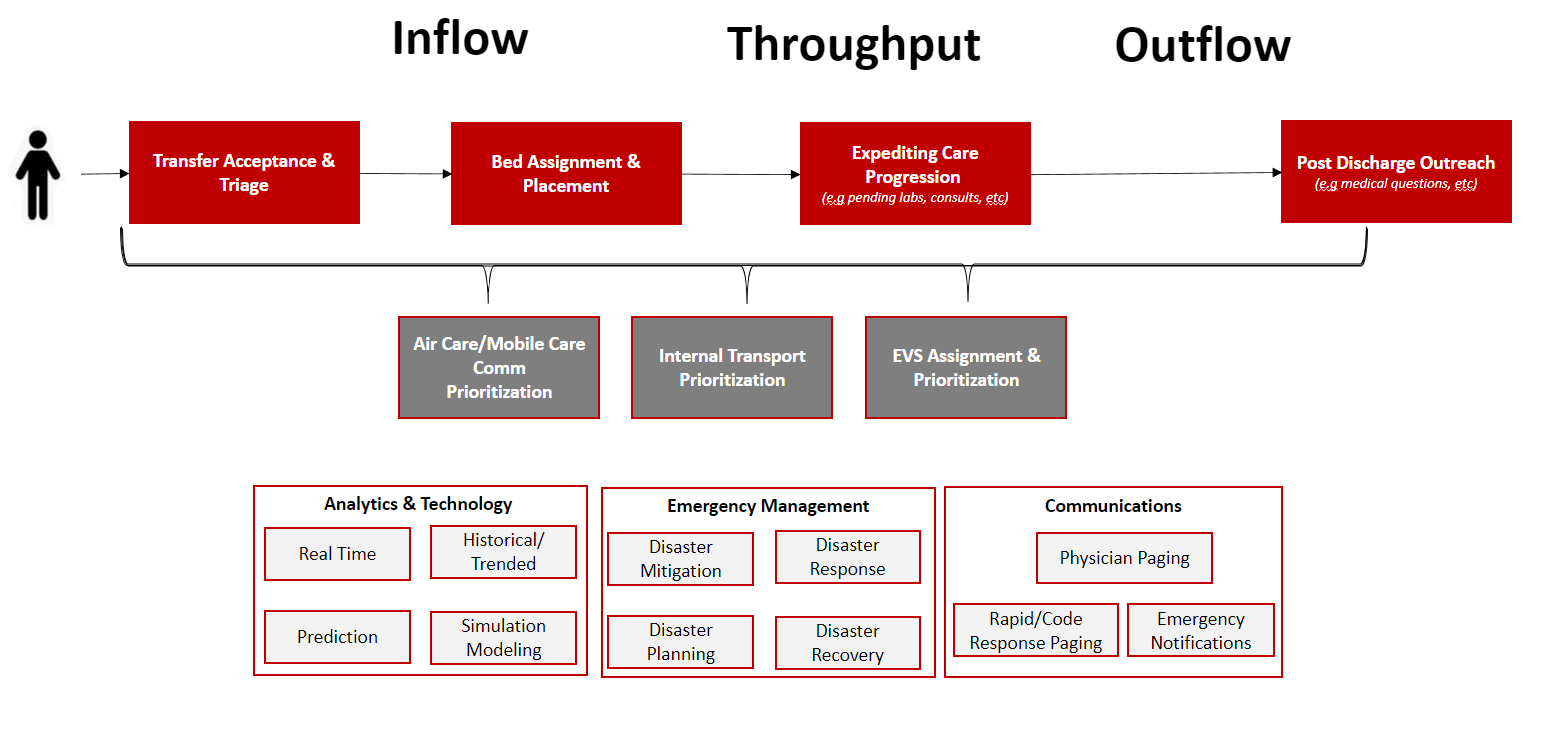 Inflow
Throughput
Outflow
Transfer Acceptance &
Triage
Bed Assignment &
Placement
Expediting Care
Progression
(e.g pending labs, consults, etc)
Post Discharge Outreach
(e.g medical questions, etc)
Air Care/Mobile Care
Comm
Prioritization
Internal Transport
Prioritization
EVS Assignment &
Prioritization
Analytics & Technology
Real Time
Historical/
Trended
Prediction
Simulation
Modeling
Emergency Management
Disaster
Mitigation
Disaster
Response
Disaster
Planning
Disaster
Recovery
Communications
Physician Paging
Rapid/Code
Response Paging
Emergency
Notifications